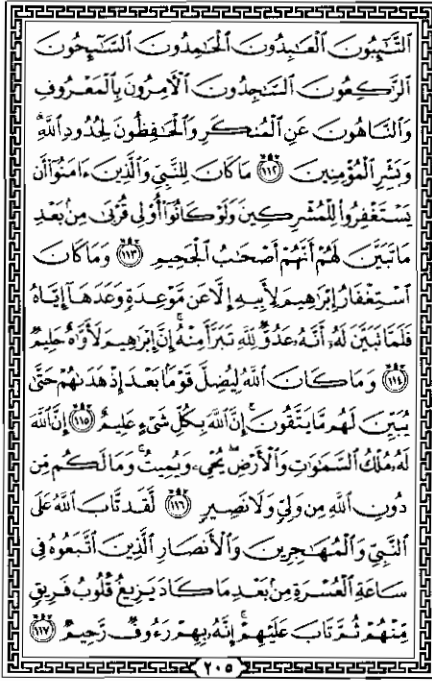 ٱلتَّٰٓئِبُونَ ٱلْعَٰبِدُونَ ٱلْحَٰمِدُونَ ٱلسَّٰٓئِحُونَ
ٱلرَّٰكِعُونَ ٱلسَّٰجِدُونَ ٱلْءَامِرُونَ بِٱلْمَعْرُوفِ
وَٱلنَّاهُونَ عَنِ ٱلْمُنكَرِ وَٱلْحَٰفِظُونَ لِحُدُودِ ٱللَّهِۗ
وَبَشِّرِ ٱلْمُؤْمِنِينَ ١١٢ مَا كَانَ لِلنَّبِيِّ وَٱلَّذِينَ ءَامَنُوٓا۟ أَن
يَسْتَغْفِرُوا۟ لِلْمُشْرِكِينَ وَلَوْ كَانُوٓا۟ أُو۟لِى قُرْبَىٰ مِنۢ بَعْدِ
مَا تَبَيَّنَ لَهُمْ أَنَّهُمْ أَصْحَٰبُ ٱلْجَحِيمِ ١١٣ وَمَا كَانَ
ٱسْتِغْفَارُ إِبْرَٰهِيمَ لِأَبِيهِ إِلَّا عَن مَّوْعِدَةٍ وَعَدَهَآ إِيَّاهُ
فَلَمَّا تَبَيَّنَ لَهُۥٓ أَنَّهُۥ عَدُوٌّ لِّلَّهِ تَبَرَّأَ مِنْهُۚ إِنَّ إِبْرَٰهِيمَ لَأَوَّٰهٌ حَلِيمٌ
١١٤ وَمَا كَانَ ٱللَّهُ لِيُضِلَّ قَوْمًۢا بَعْدَ إِذْ هَدَىٰهُمْ حَتَّىٰ
يُبَيِّنَ لَهُم مَّا يَتَّقُونَۚ إِنَّ ٱللَّهَ بِكُلِّ شَىْءٍ عَلِيمٌ ١١٥ إِنَّ ٱللَّهَ
لَهُۥ مُلْكُ ٱلسَّمَٰوَٰتِ وَٱلْأَرْضِۖ يُحْىِۦ وَيُمِيتُۚ وَمَا لَكُم مِّن
دُونِ ٱللَّهِ مِن وَلِىٍّ وَلَا نَصِيرٍ ١١٦ لَّقَد تَّابَ ٱللَّهُ عَلَى
ٱلنَّبِىِّ وَٱلْمُهَٰجِرِينَ وَٱلْأَنصَارِ ٱلَّذِينَ ٱتَّبَعُوهُ فِى
سَاعَةِ ٱلْعُسْرَةِ مِنۢ بَعْدِ مَا كَادَ يَزِيغُ قُلُوبُ فَرِيقٍ
مِّنْهُمْ ثُمَّ تَابَ عَلَيْهِمْۚ إِنَّهُۥ بِهِمْ رَءُوفٌ رَّحِيمٌ ١١٧
٢٠٥